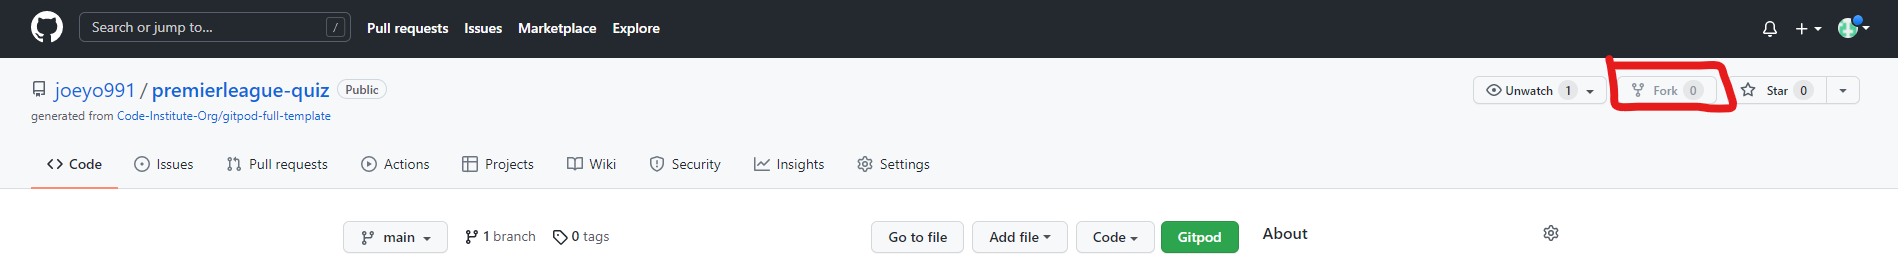 Search or jump to... / Pull requests Issues Marketplace Explore
joeyo991 / premierleague-quiz Public Unwatch 1 Fork 0 Star 0
generated from Code-Institute-Org/gitpod-full-template
Code Issues Pull requests Actions Projects Wiki Security Insights Settings
main 1 branch 0 tags Go to file Add file Code Gitpod About